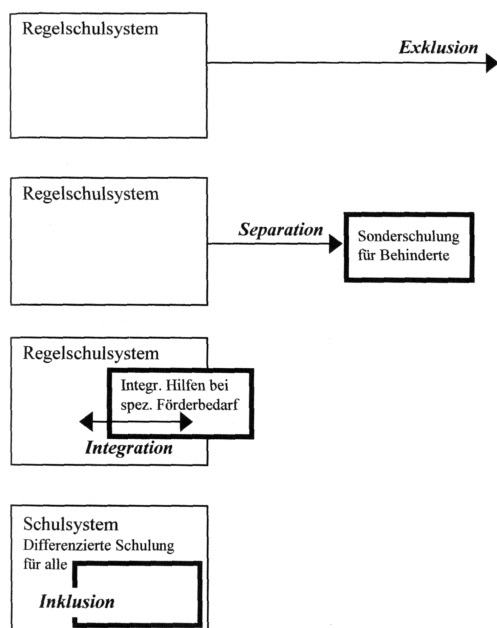 Regelschulsystem
Exklusion
Regelschulsystem
Separation
Sonderschulung
für Behinderte
Regelschulsystem
Integr. Hilfen bei
spez. Förderbedarf
Integration
Schulsystem
Differenzierte Schulung
für alle
Inklusion